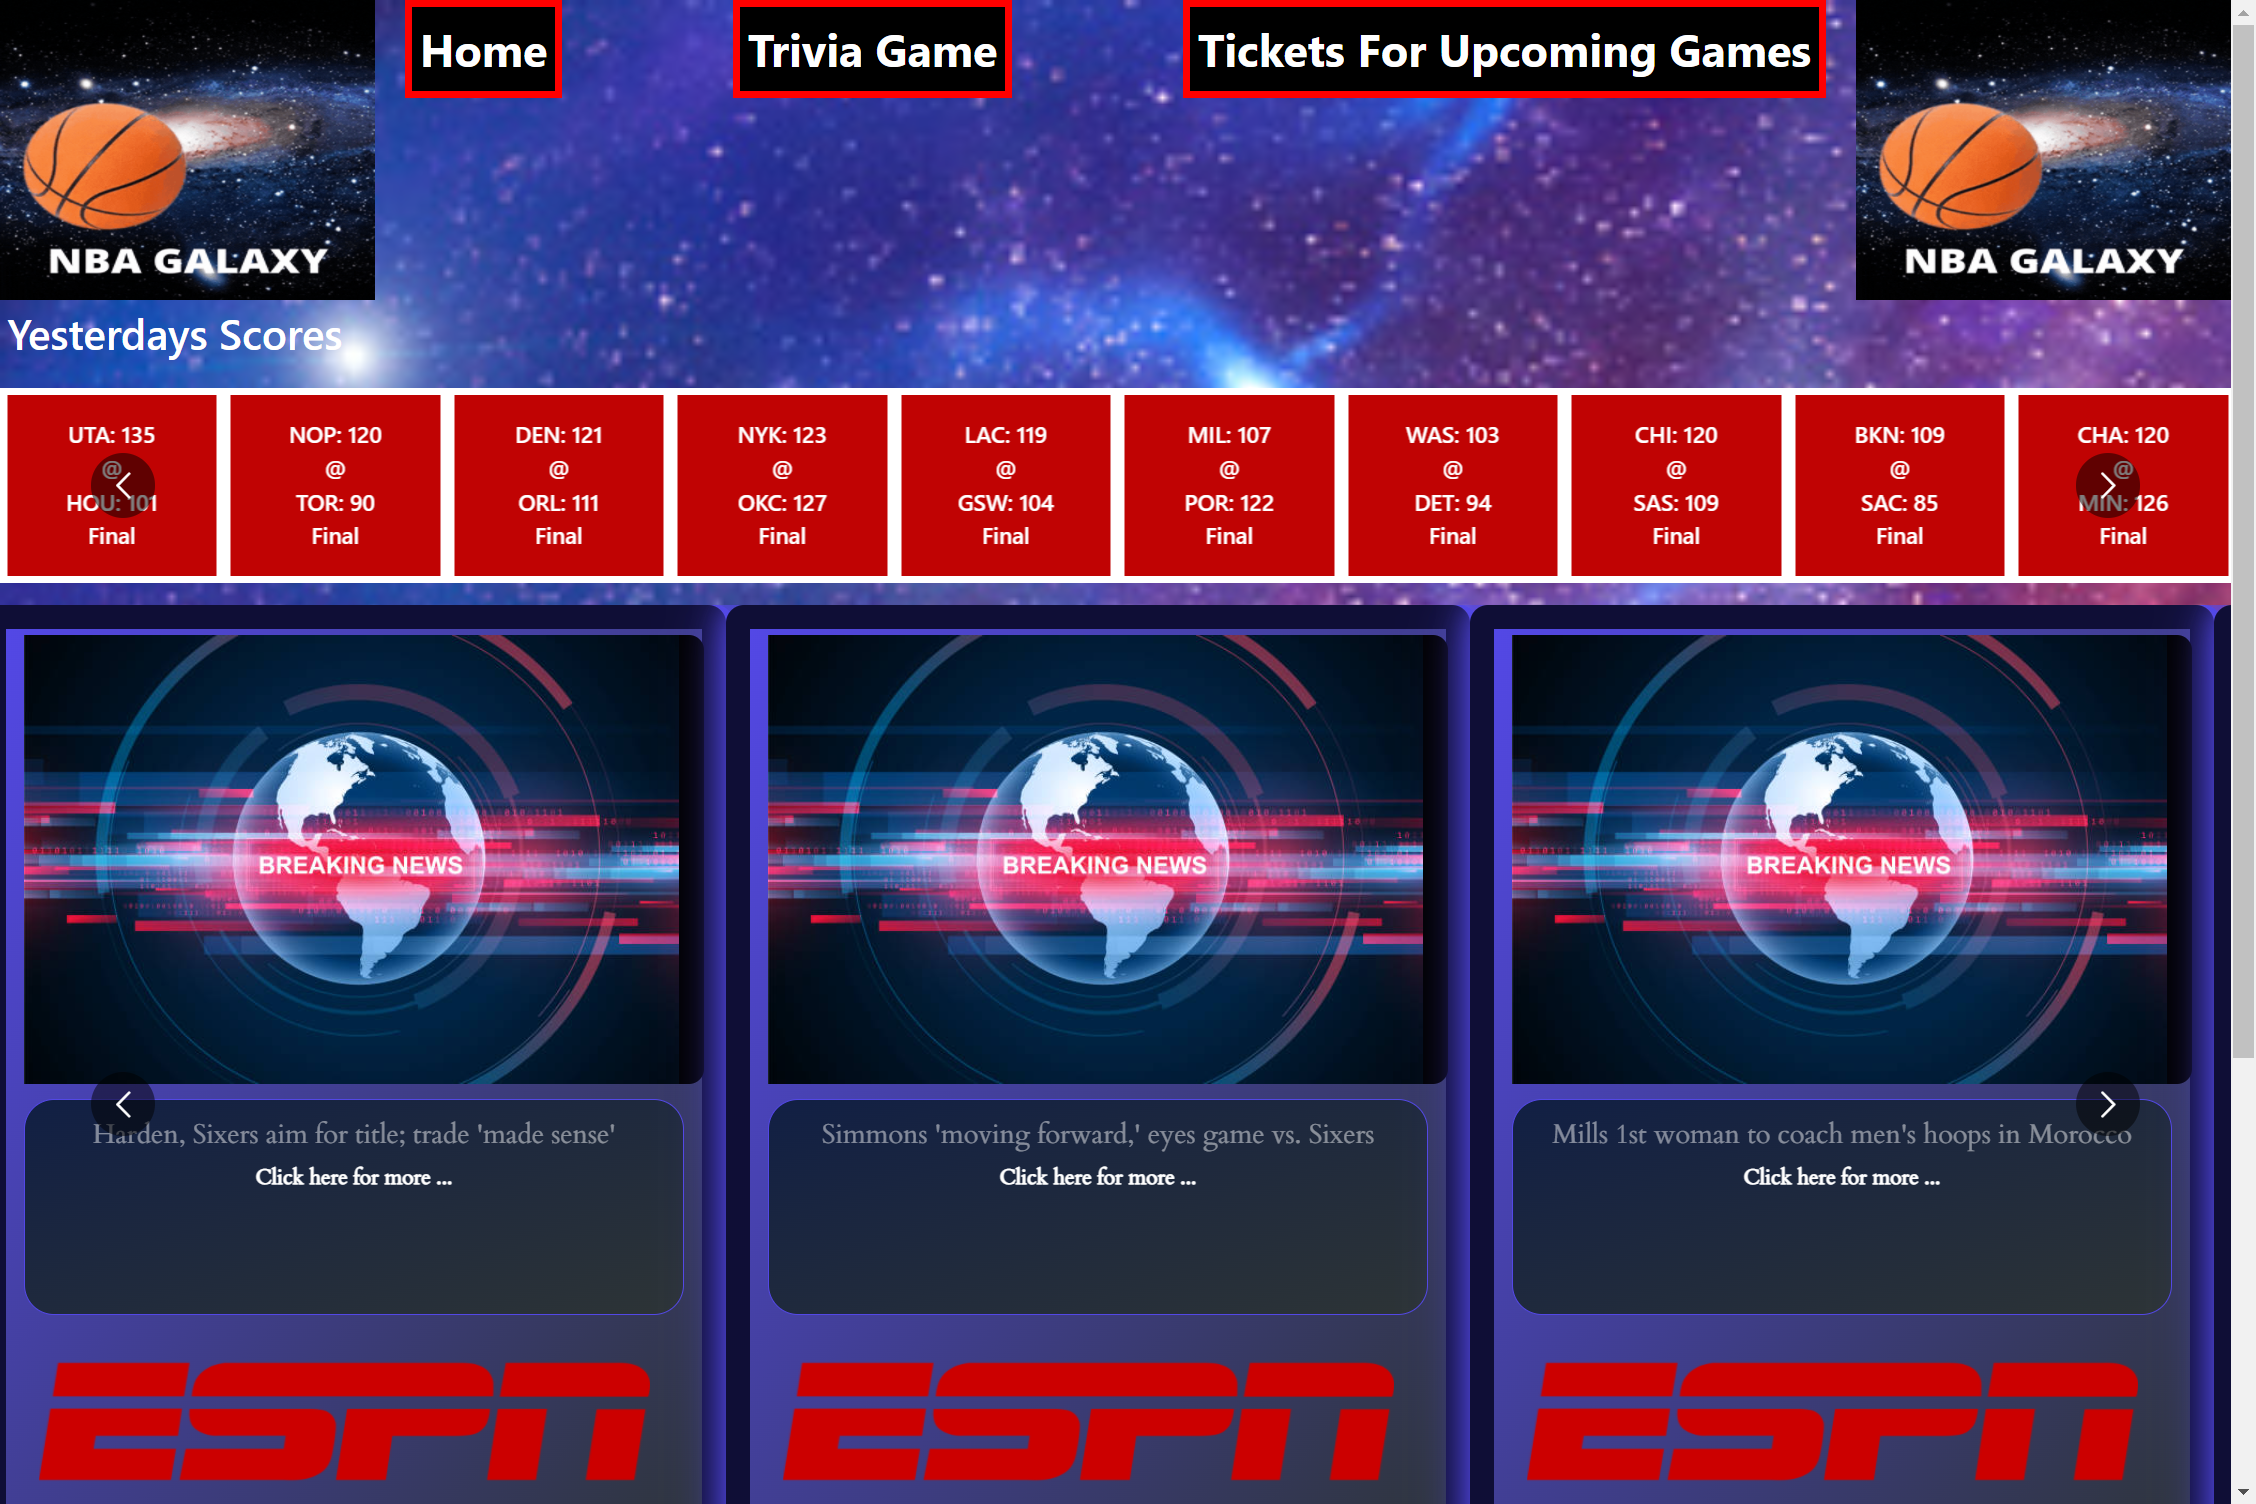 Home
Trivia Game
Tickets For Upcoming Games
NBA GALAXY
NBA GALAXY
Yesterdays Scores
UTA: 135
@
HOU: 101
Final
NOP: 120
@
TOR: 90
Final
DEN: 121
@
ORL: 111
Final
NYK: 123
@
OKC: 127
Final
LAC: 119
@
GSW: 104
Final
MIL: 107
@
POR: 122
Final
WAS: 103
@
DET: 94
Final
CHI: 120
@
SAS: 109
Final
BKN: 109
@
SAC: 85
Final
CHA: 120
@
MIN: 126
Final
BREAKING NEWS
BREAKING NEWS
BREAKING NEWS
Harden, Sixers aim for title; trade 'made sense'
Click here for more ...
Simmons 'moving forward,' eyes game vs. Sixers
Click here for more ...
Mills 1st woman to coach men's hoops in Morocco
Click here for more ...
ESPN
ESPN
ESPN